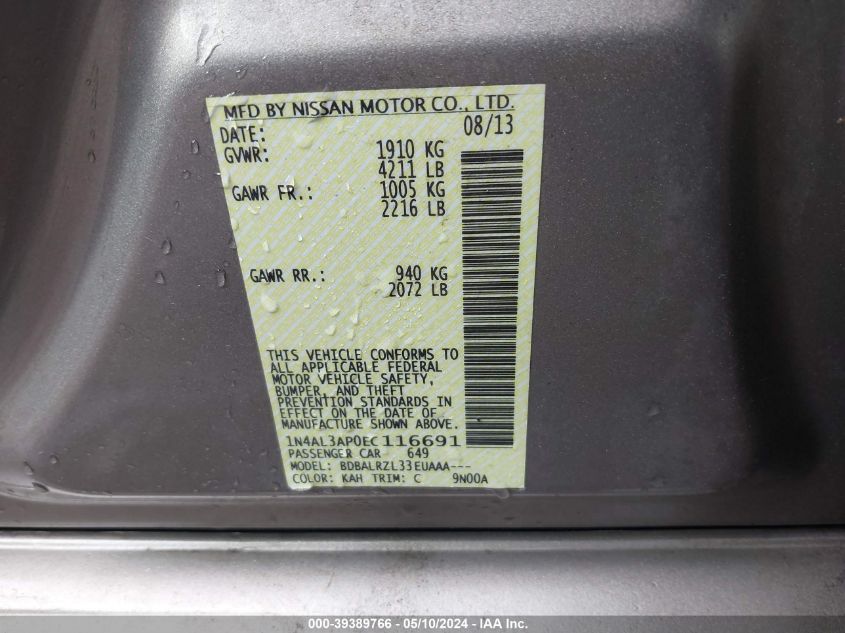 MFD BY NISSAN MOTOR CO., LTD.
DATE: 08/13
GVWR: 1910 KG
4211 LB
GAWR FR.: 1005 KG
2216 LB
GAWR RR.: 940 KG
2072 LB
THIS VEHICLE CONFORMS TO
ALL APPLICABLE FEDERAL
MOTOR VEHICLE SAFETY,
BUMPER, AND THEFT
PREVENTION STANDARDS IN
EFFECT ON THE DATE OF
MANUFACTURE SHOWN ABOVE.
1N4AL3AP0EC116691
PASSENGER CAR 649
MODEL: BDBALRZL33EUAAA---
COLOR: KAH TRIM: C 9N00A
000-39389766 - 05/10/2024 - IAA Inc.